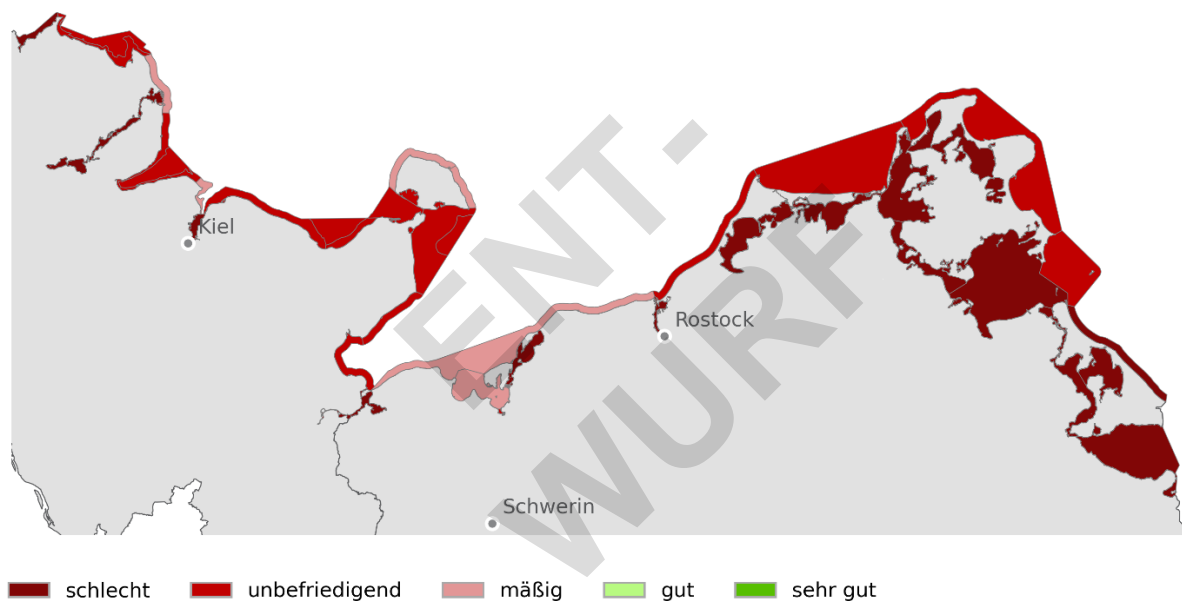 Kiel
Rostock
Schwerin
ENT-
WURF
schlecht unbefriedigend mäßig gut sehr gut